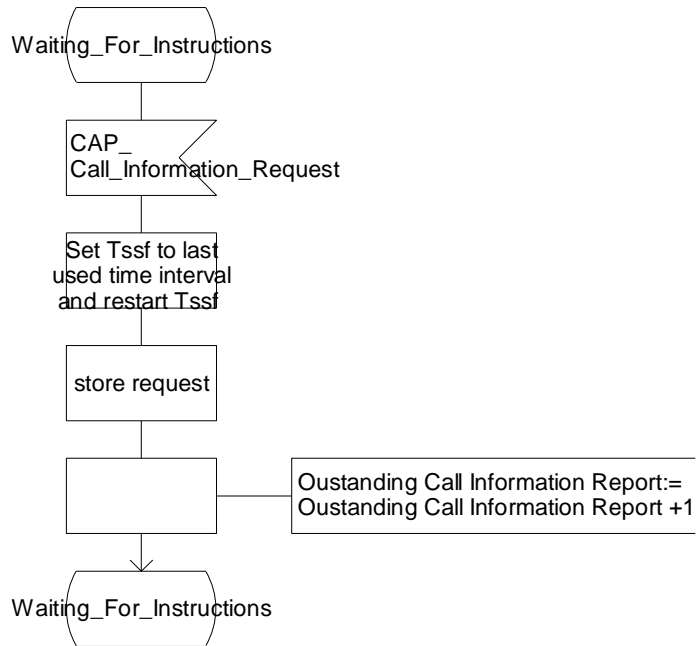 Waiting_For_Instructions
CAP_
Call_Information_Request
Set Tssf to last
used time interval
and restart Tssf
store request
Oustanding Call Information Report:=
Oustanding Call Information Report +1
Waiting_For_Instructions